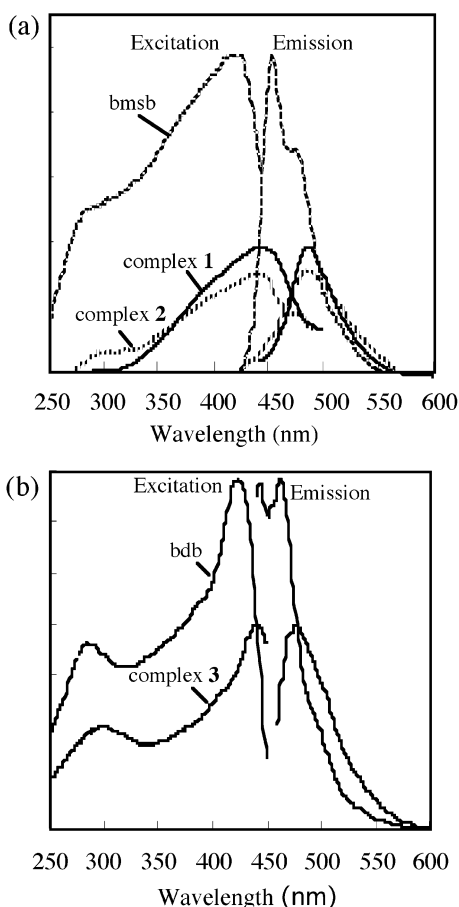 (a)
Excitation Emission
bmsb
complex 1
complex 2
250 300 350 400 450 500 550 600
Wavelength (nm)
(b)
Excitation Emission
bdb
complex 3
250 300 350 400 450 500 550 600
Wavelength (nm)